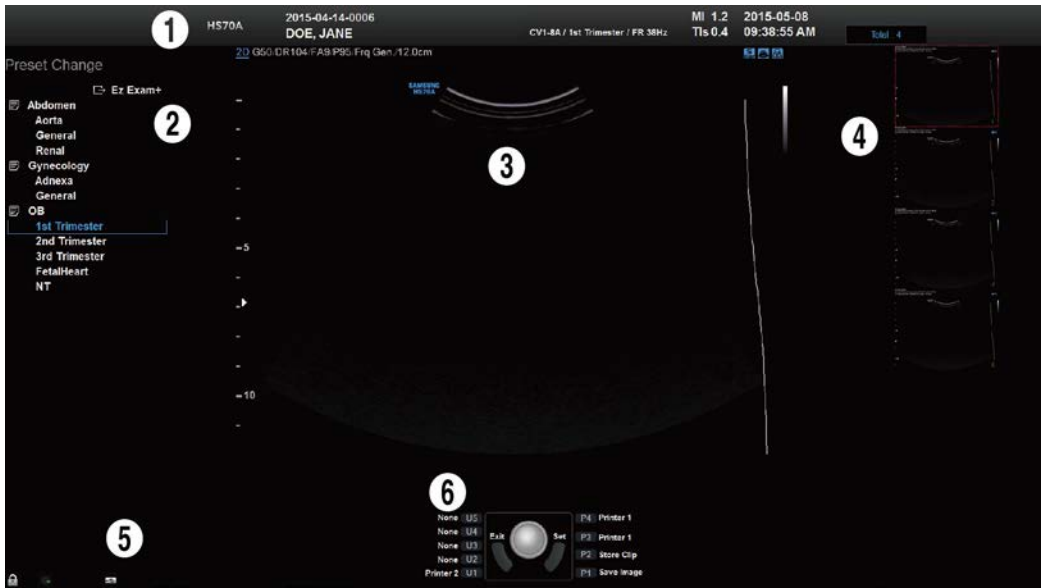 1
HS70A
2015-04-14-0006
DOE, JANE
CV1-8A / 1st Trimester / FR 38Hz
MI 1.2
TIs 0.4
2015-05-08
09:38:55 AM
Total : 4
Preset Change
Ez Exam+
Abdomen
Aorta
General
Renal
Gynecology
Adnexa
General
OB
1st Trimester
2nd Trimester
3rd Trimester
FetalHeart
NT
2
2D G50/DR104/FA9/P95/Frq Gen./12.0cm
SAMSUNG
HS70A
3
5
10
4
5
6
None U5
None U4
None U3
None U2
Printer 2 U1
Exit
Set
P4 Printer 1
P3 Printer 1
P2 Store Clip
P1 Save Image